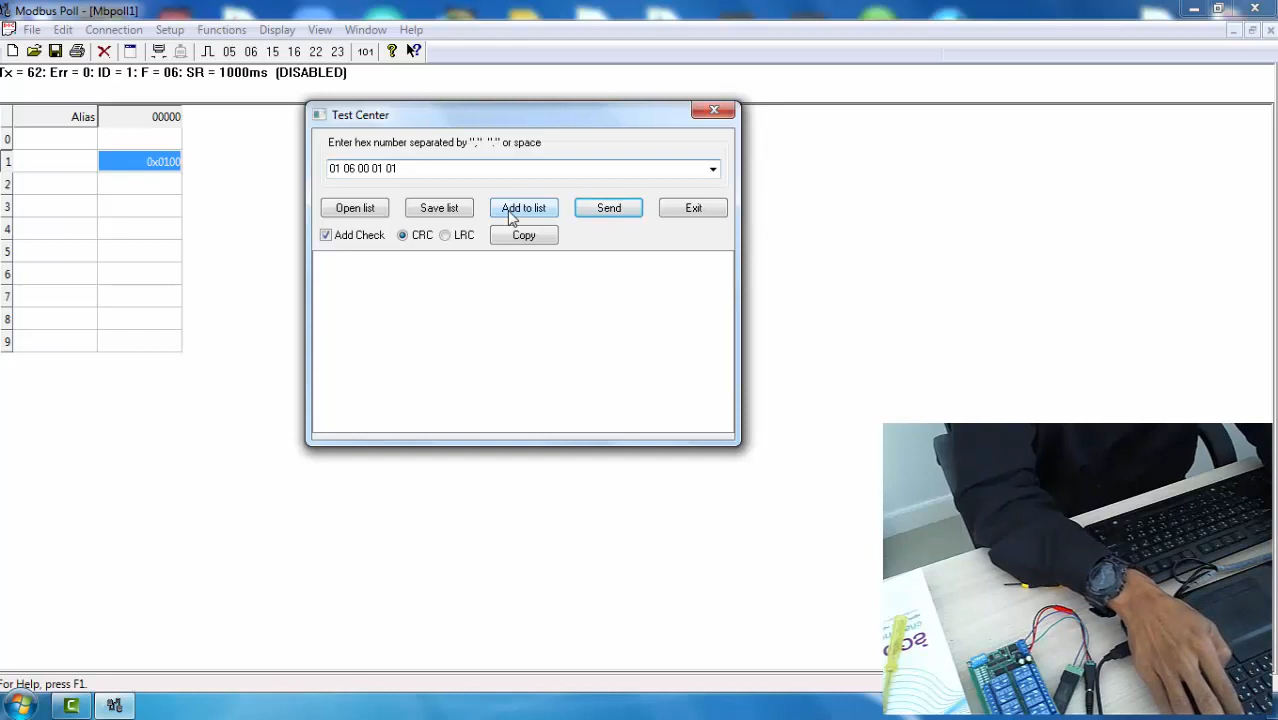 Modbus Poll - [Mbpoll1]
File Edit Connection Setup Functions Display View Window Help
05 06 15 16 22 23 101
Tx = 62: Err = 0: ID = 1: F = 06: SR = 1000ms (DISABLED)
Alias 00000
0
1 0x0100
2
3
4
5
6
7
8
9
Test Center
Enter hex number separated by "," "." or space
01 06 00 01 01
Open list Save list Add to list Send Exit
Add Check CRC LRC Copy
For Help, press F1.